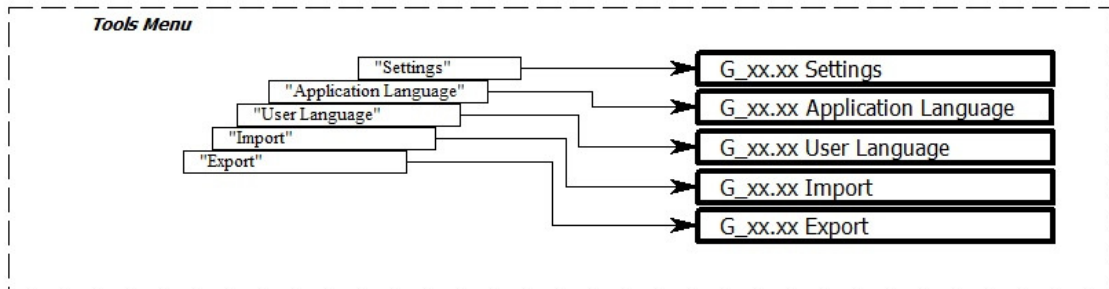 Tools Menu
"Settings"
G_xx.xx Settings
"Application Language"
G_xx.xx Application Language
"User Language"
G_xx.xx User Language
"Import"
G_xx.xx Import
"Export"
G_xx.xx Export